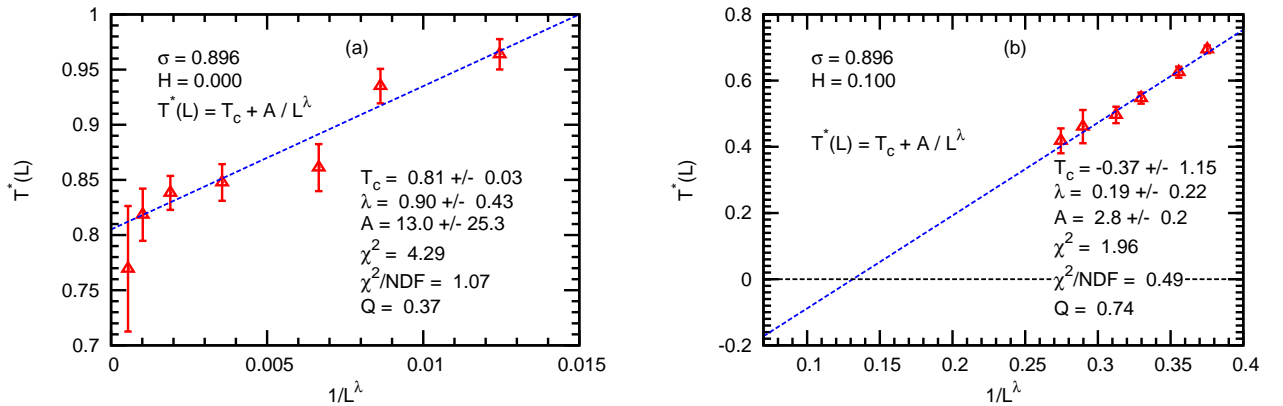 (a)
σ = 0.896
H = 0.000
T*(L) = T_c + A / L^λ
T_c = 0.81 +/- 0.03
λ = 0.90 +/- 0.43
A = 13.0 +/- 25.3
χ² = 4.29
χ²/NDF = 1.07
Q = 0.37
1
0.95
0.9
0.85
0.8
0.75
0.7
T*(L)
0
0.005
0.01
0.015
1/L^λ
(b)
σ = 0.896
H = 0.100
T*(L) = T_c + A / L^λ
T_c = -0.37 +/- 1.15
λ = 0.19 +/- 0.22
A = 2.8 +/- 0.2
χ² = 1.96
χ²/NDF = 0.49
Q = 0.74
0.8
0.6
0.4
0.2
0
-0.2
T*(L)
0.1
0.15
0.2
0.25
0.3
0.35
0.4
1/L^λ